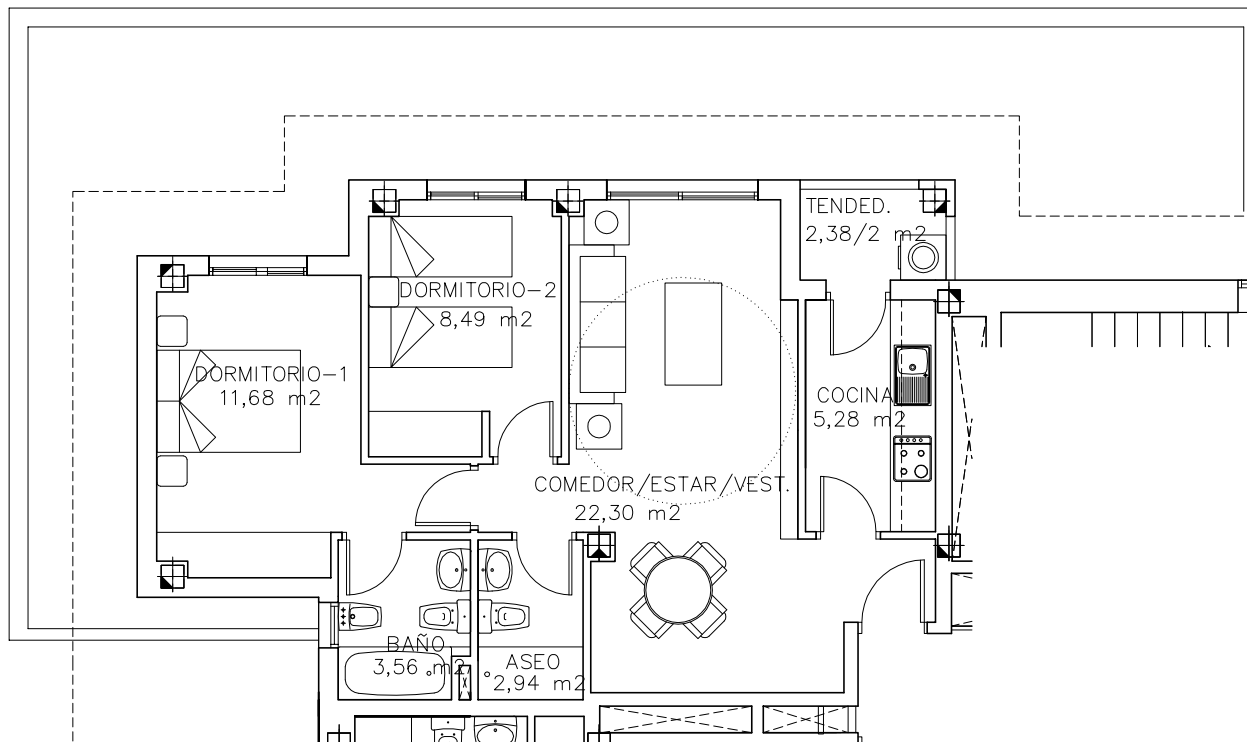 TENDED.
2,38/2 m2
DORMITORIO-2
8,49 m2
DORMITORIO-1
11,68 m2
COCINA
5,28 m2
COMEDOR/ESTAR/VEST.
22,30 m2
BAÑO
3,56 m2
ASEO
2,94 m2